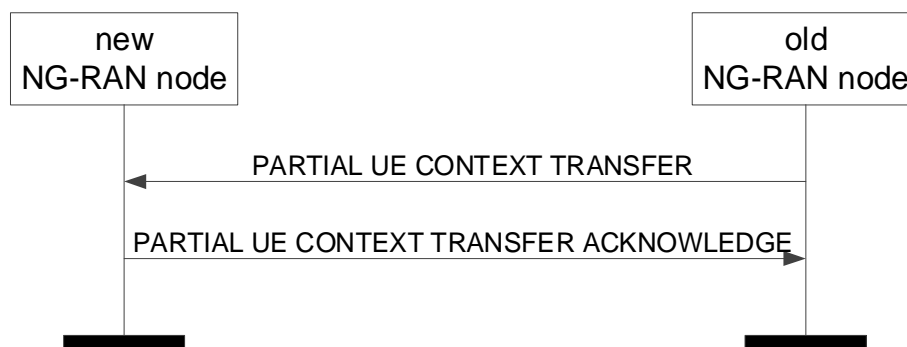 new
NG-RAN node
old
NG-RAN node
PARTIAL UE CONTEXT TRANSFER
PARTIAL UE CONTEXT TRANSFER ACKNOWLEDGE